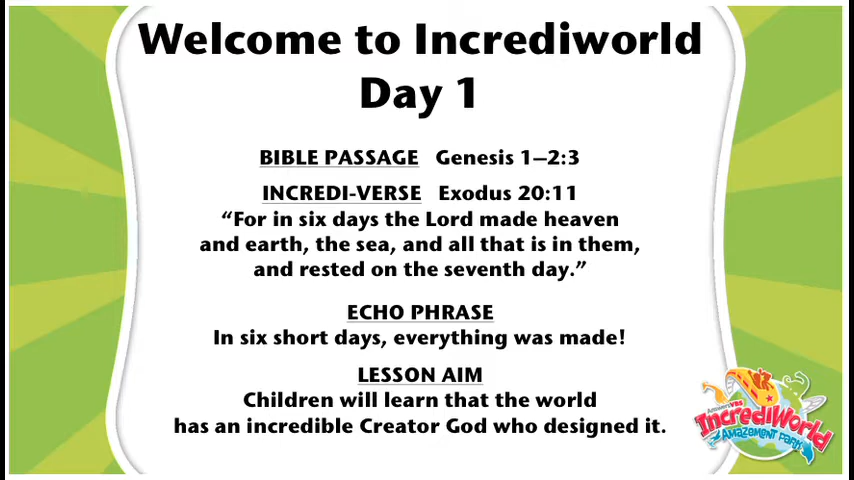 Welcome to Incrediworld
Day 1
BIBLE PASSAGE Genesis 1—2:3
INCREDI-VERSE Exodus 20:11
“For in six days the Lord made heaven
and earth, the sea, and all that is in them,
and rested on the seventh day.”
ECHO PHRASE
In six short days, everything was made!
LESSON AIM
Children will learn that the world
has an incredible Creator God who designed it.
Answers VBS
IncrediWorld
Amazement Park